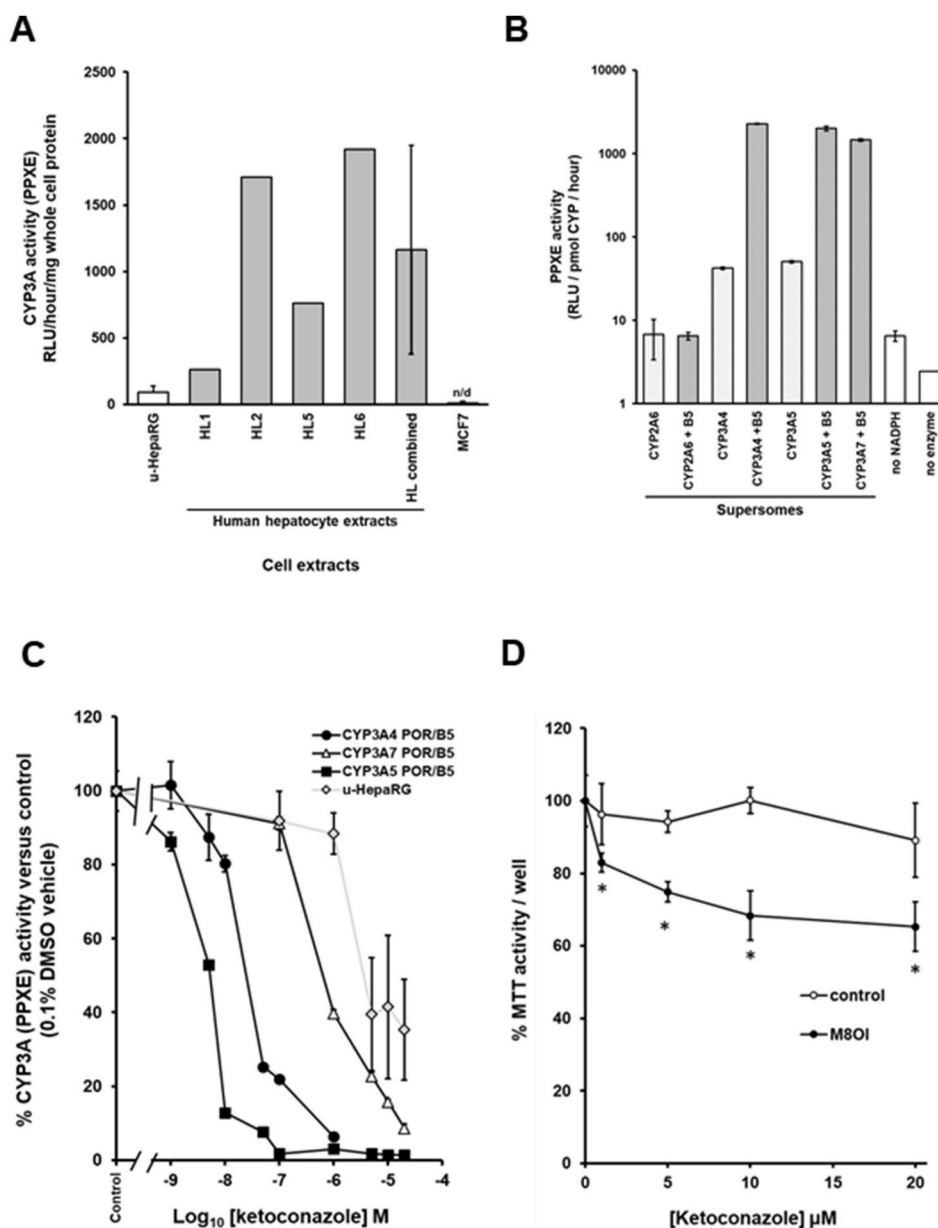 A
CYP3A activity (PPXE)
RLU/hour/mg whole cell protein
2500
2000
1500
1000
500
0
n/d
u-HepaRG
HL1
HL2
HL5
HL6
HL combined
MCF7
Human hepatocyte extracts
Cell extracts
B
PPXE activity
(RLU / pmol CYP / hour)
10000
1000
100
10
1
CYP2A6
CYP2A6 + B5
CYP3A4
CYP3A4 +B5
CYP3A5
CYP3A5 + B5
CYP3A7 + B5
no NADPH
no enzyme
Supersomes
C
% CYP3A (PPXE) activity versus control
(0.1% DMSO vehicle)
120
100
80
60
40
20
0
CYP3A4 POR/B5
CYP3A7 POR/B5
CYP3A5 POR/B5
u-HepaRG
Control
-9
-8
-7
-6
-5
-4
Log10 [ketoconazole] M
D
% MTT activity / well
120
100
80
60
40
20
0
*
*
*
*
control
M8OI
0
5
10
15
20
[Ketoconazole] µM